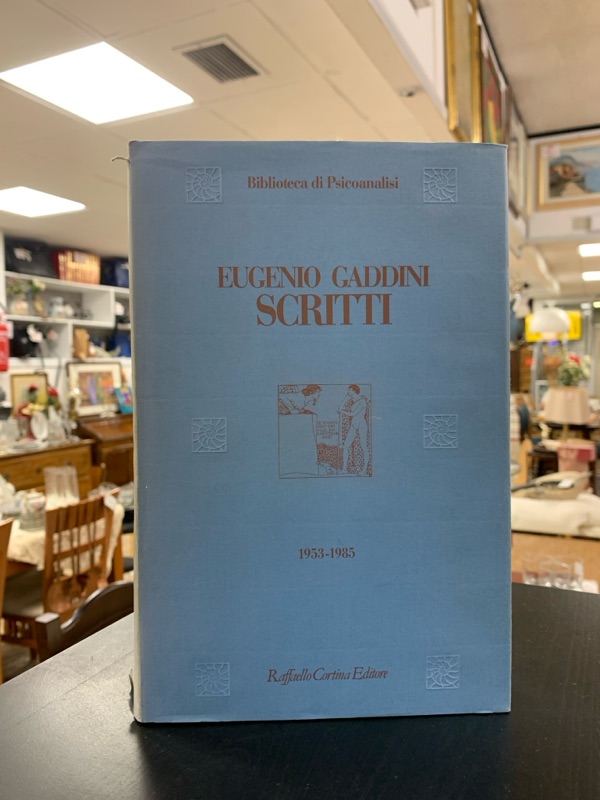 Biblioteca di Psicoanalisi
EUGENIO GADDINI
SCRITTI
1953-1985
Raffaello Cortina Editore